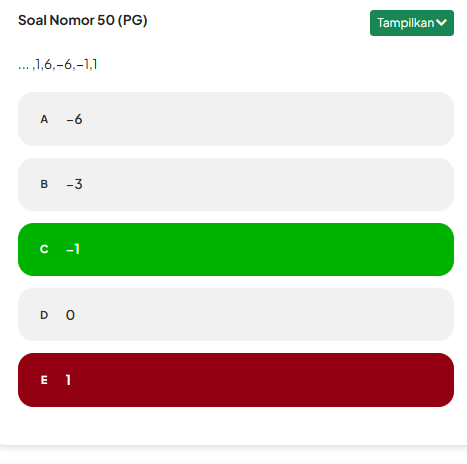 Soal Nomor 50 (PG)
Tampilkan
... ,1,6,−6,−1,1
A −6
B −3
C −1
D 0
E 1